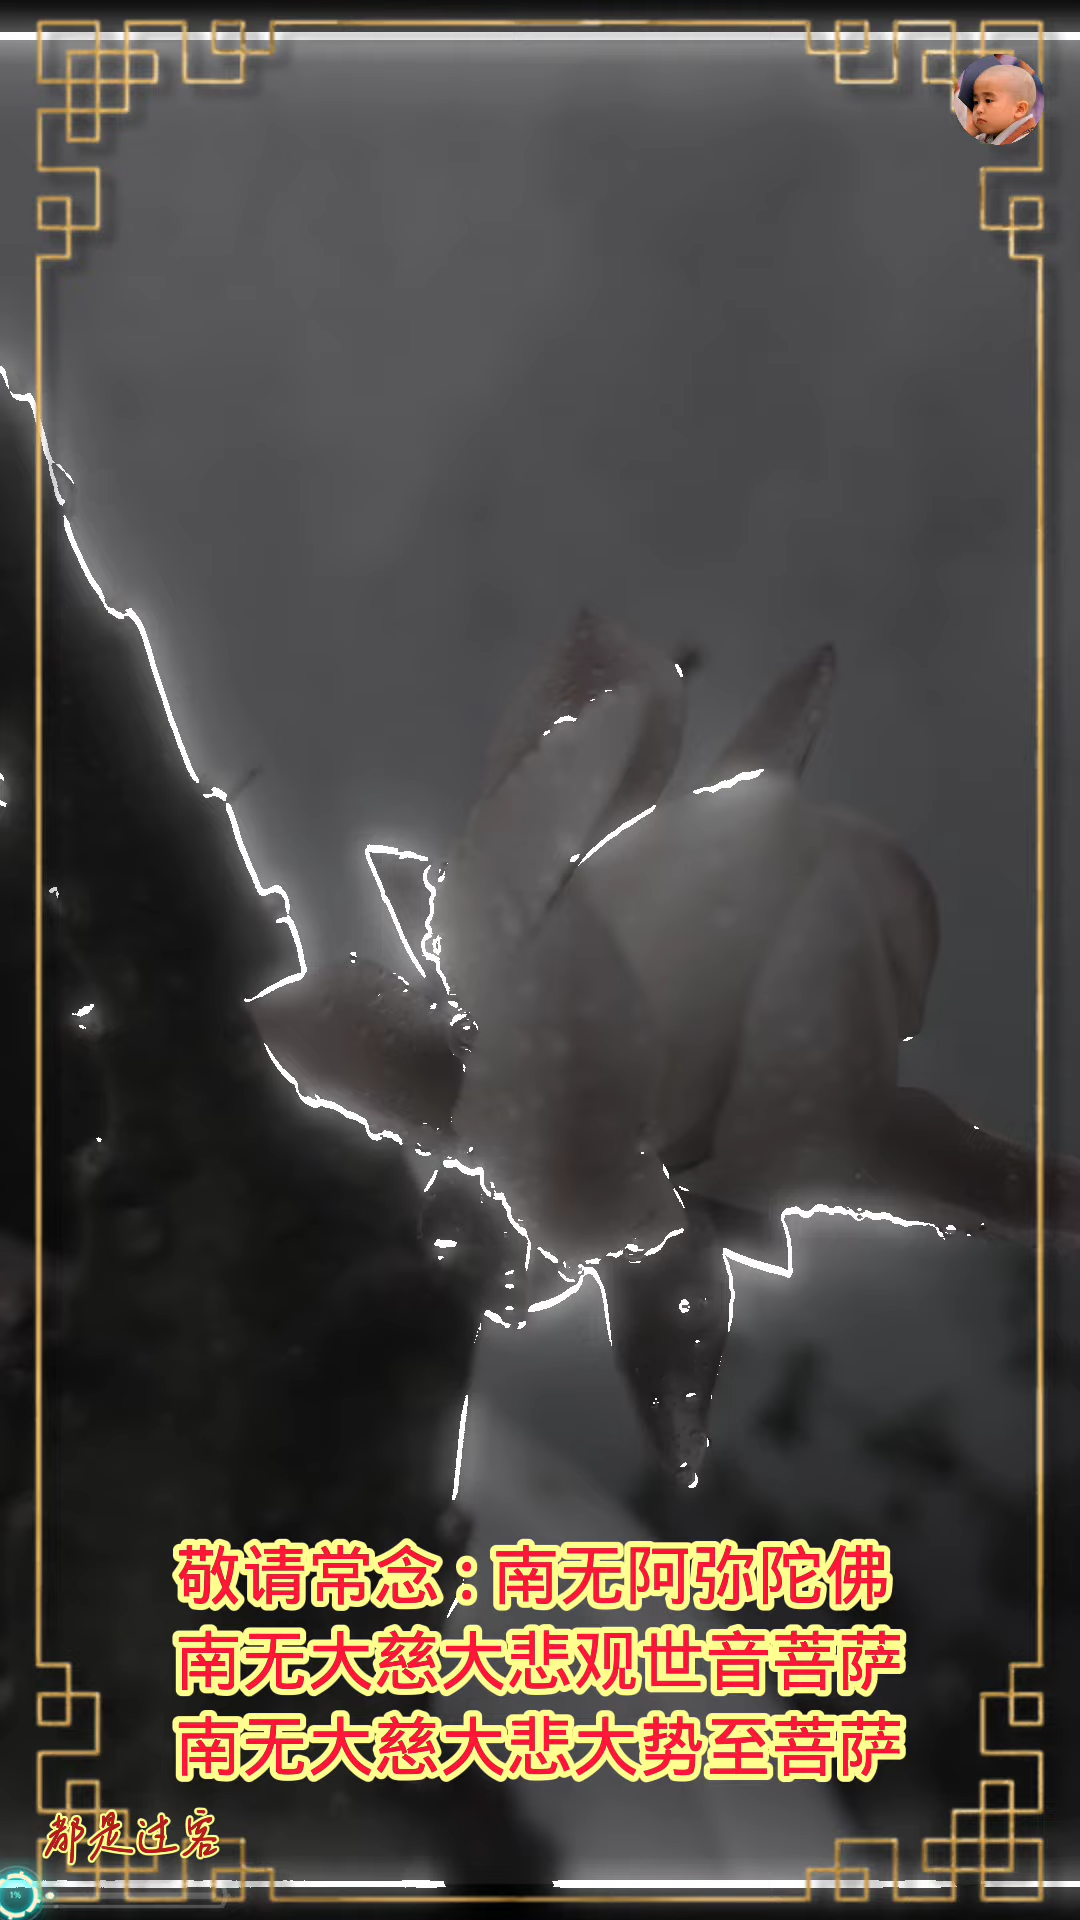 敬请常念：南无阿弥陀佛
南无大慈大悲观世音菩萨
南无大慈大悲大势至菩萨
都是过客
1%